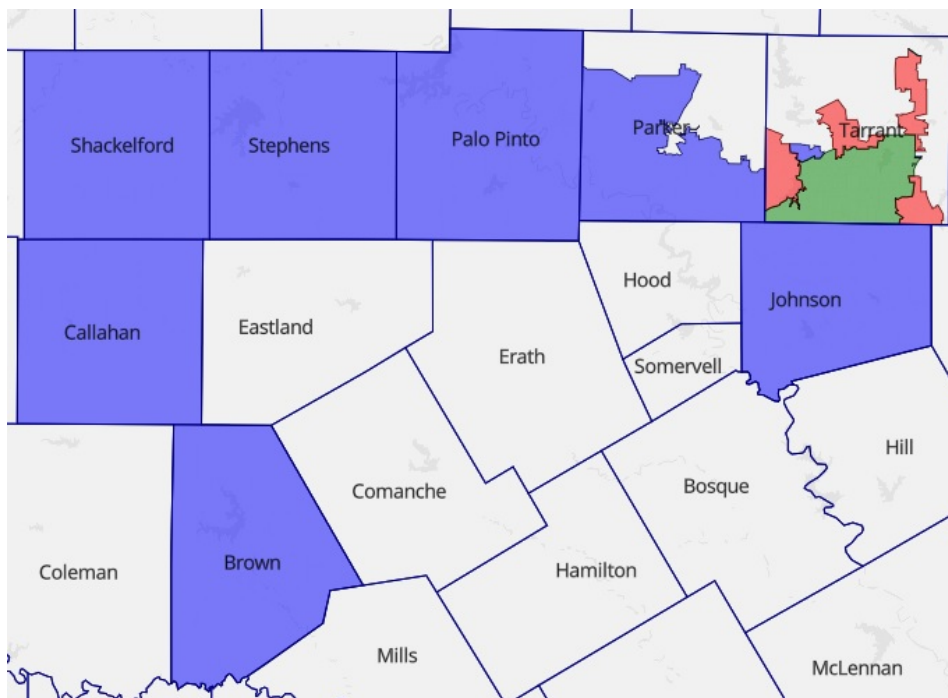 Shackelford
Stephens
Palo Pinto
Parker
Tarrant
Callahan
Eastland
Erath
Hood
Somervell
Johnson
Comanche
Bosque
Hill
Coleman
Brown
Hamilton
Mills
McLennan